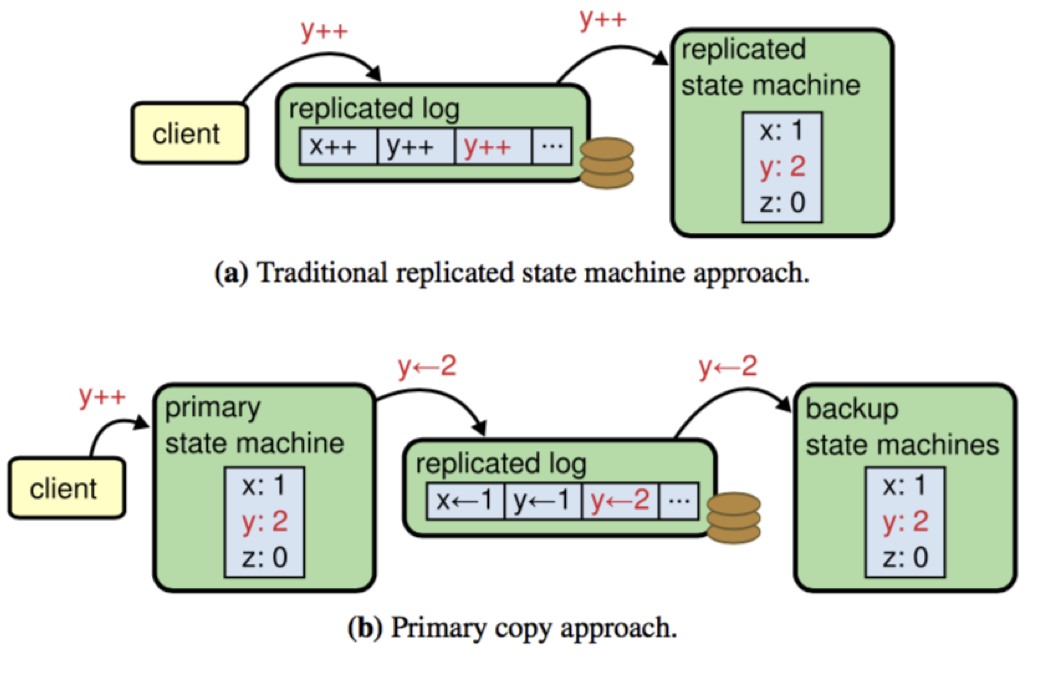 y++
y++
client
replicated log
x++ y++ y++ ...
replicated
state machine
x: 1
y: 2
z: 0
(a) Traditional replicated state machine approach.
y++
y←2
y←2
client
primary
state machine
x: 1
y: 2
z: 0
replicated log
x←1 y←1 y←2 ...
backup
state machines
x: 1
y: 2
z: 0
(b) Primary copy approach.